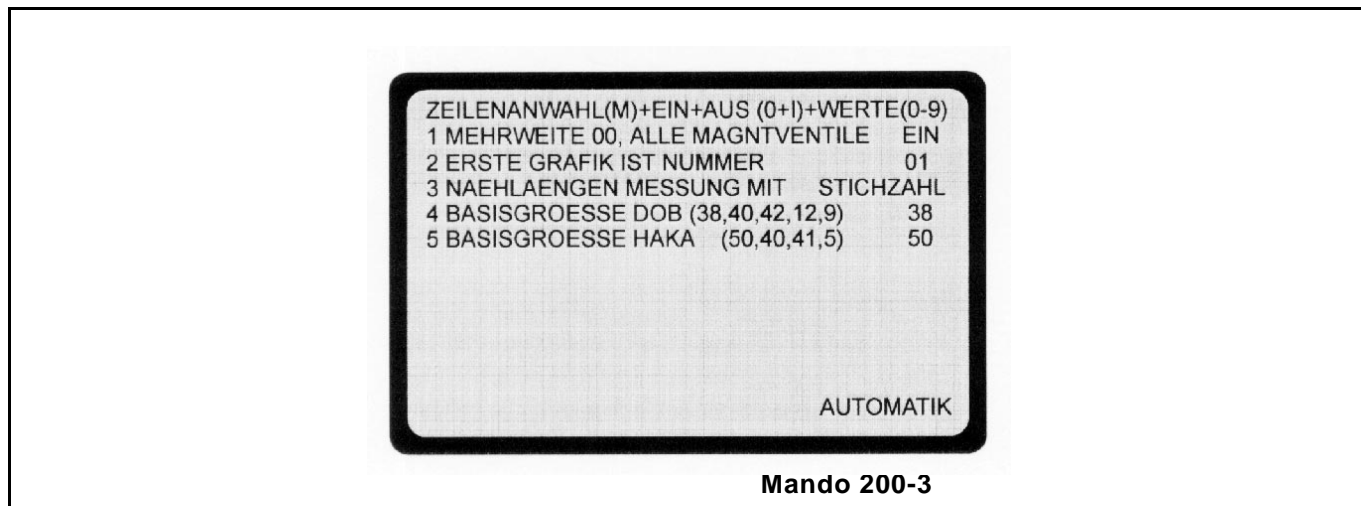 ZEILENANWAHL(M)+EIN+AUS (0+I)+WERTE(0-9)
1 MEHRWEITE 00, ALLE MAGNTVENTILE EIN
2 ERSTE GRAFIK IST NUMMER 01
3 NAEHLAENGEN MESSUNG MIT STICHZAHL
4 BASISGROESSE DOB (38,40,42,12,9) 38
5 BASISGROESSE HAKA (50,40,41,5) 50
AUTOMATIK
Mando 200-3